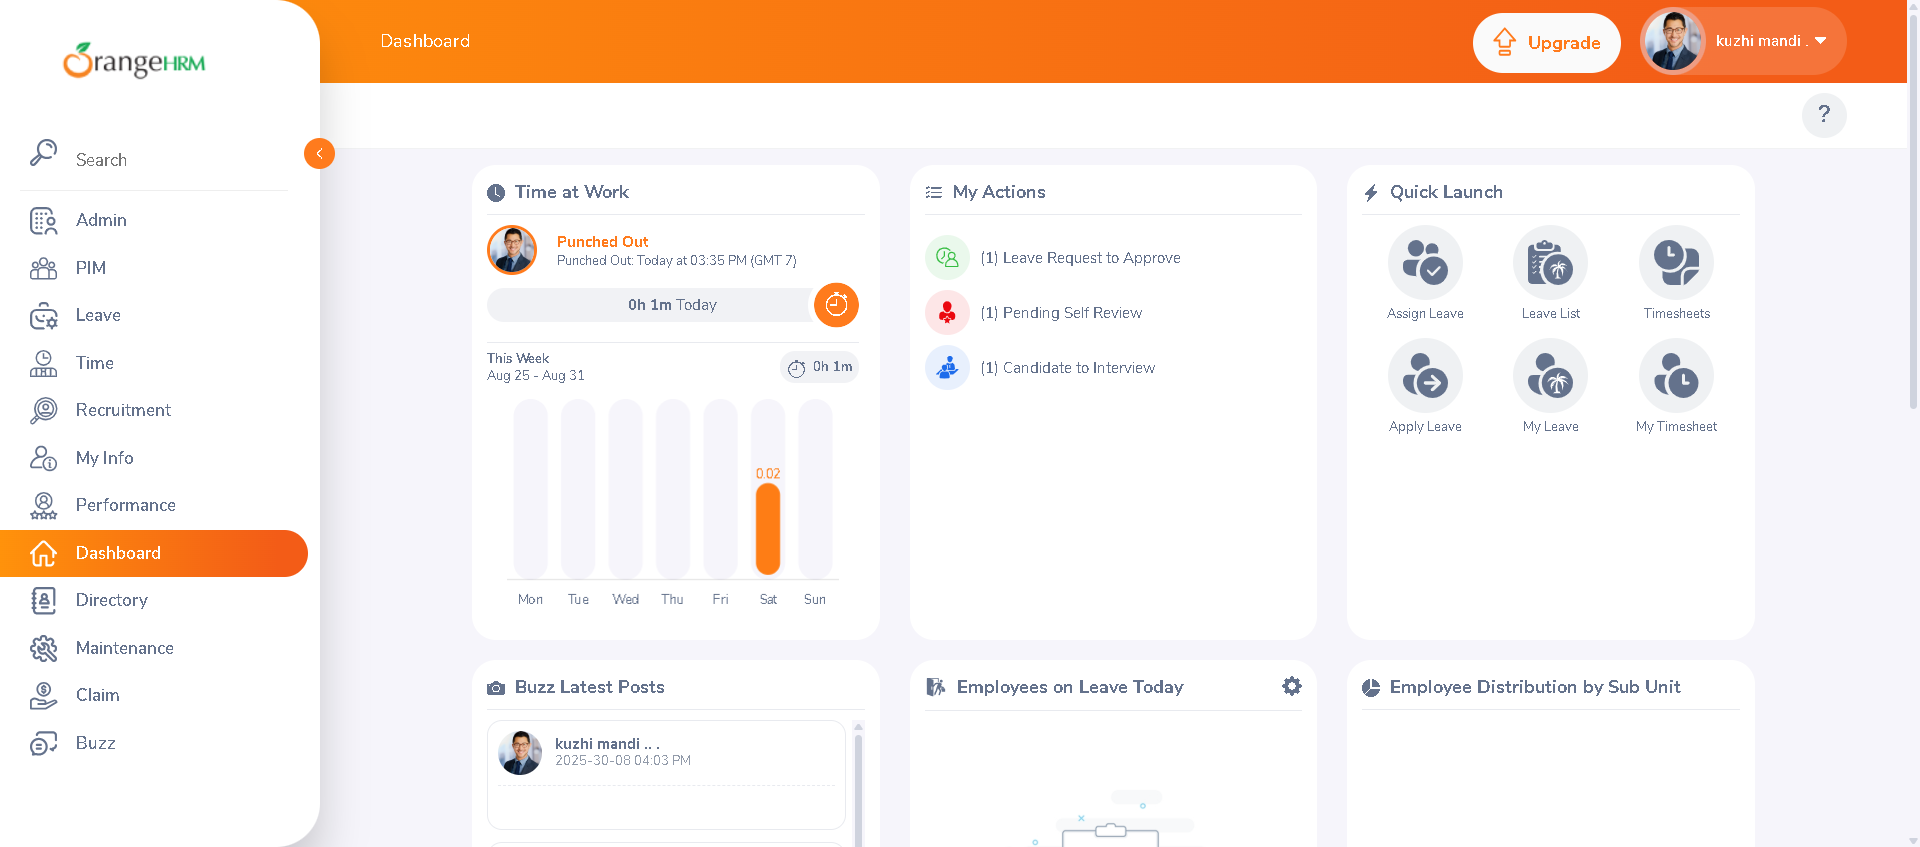 OrangeHRM
Search
Admin
PIM
Leave
Time
Recruitment
My Info
Performance
Dashboard
Directory
Maintenance
Claim
Buzz
Dashboard
Upgrade
kuzhi mandi .
?
Time at Work
Punched Out
Punched Out: Today at 03:35 PM (GMT 7)
0h 1m Today
This Week
Aug 25 - Aug 31
0h 1m
0.02
Mon Tue Wed Thu Fri Sat Sun
My Actions
(1) Leave Request to Approve
(1) Pending Self Review
(1) Candidate to Interview
Quick Launch
Assign Leave Leave List Timesheets
Apply Leave My Leave My Timesheet
Buzz Latest Posts
kuzhi mandi .. .
2025-30-08 04:03 PM
Employees on Leave Today
Employee Distribution by Sub Unit